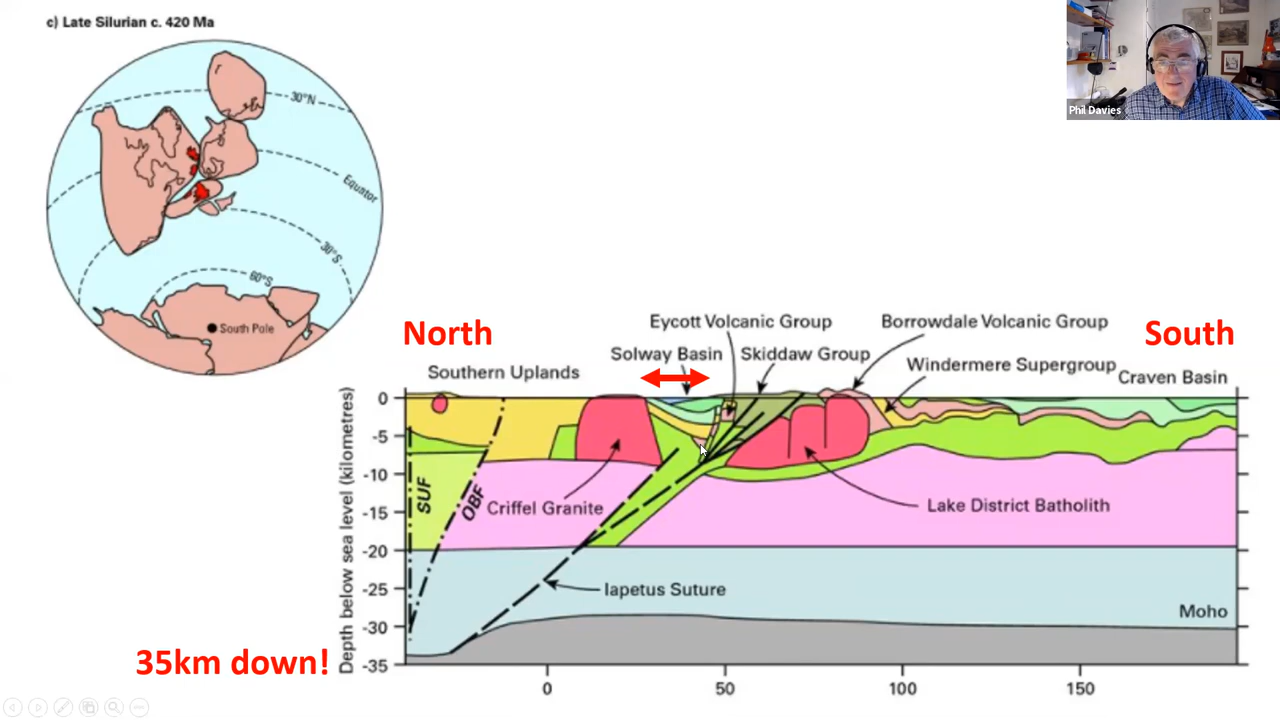 c) Late Silurian c. 420 Ma
Phil Davies
30°N
Equator
30°S
60°S
South Pole
North
South
Eycott Volcanic Group
Borrowdale Volcanic Group
Solway Basin
Skiddaw Group
Windermere Supergroup
Southern Uplands
Craven Basin
Depth below sea level (kilometres)
0
-5
-10
-15
-20
-25
-30
-35
SUF
OBF
Criffel Granite
Lake District Batholith
Iapetus Suture
Moho
35km down!
0
50
100
150